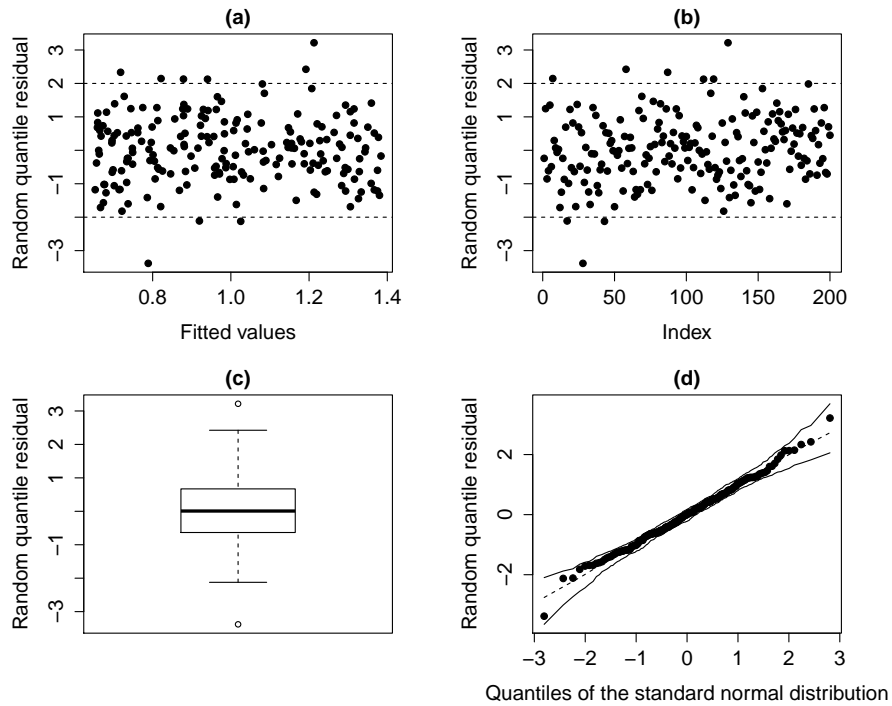 (a)
Random quantile residual
3
2
1
−1
−3
0.8 1.0 1.2 1.4
Fitted values
(b)
Random quantile residual
3
2
1
−1
−3
0 50 100 150 200
Index
(c)
Random quantile residual
3
1
−1
−3
(d)
Random quantile residual
2
0
−2
−3 −2 −1 0 1 2 3
Quantiles of the standard normal distribution